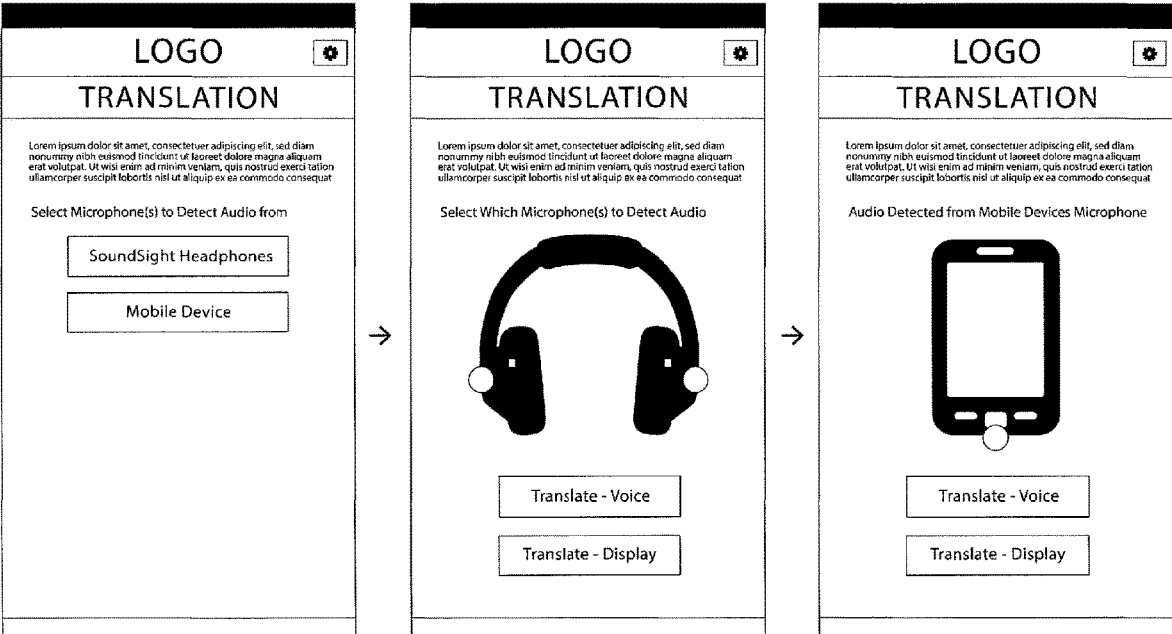 LOGO
TRANSLATION
Lorem ipsum dolor sit amet, consectetuer adipiscing elit, sed diam
nonummy nibh euismod tincidunt ut laoreet dolore magna aliquam
erat volutpat. Ut wisi enim ad minim veniam, quis nostrud exerci tation
ullamcorper suscipit lobortis nisl ut aliquip ex ea commodo consequat
Select Microphone(s) to Detect Audio from
SoundSight Headphones
Mobile Device
→
LOGO
TRANSLATION
Lorem ipsum dolor sit amet, consectetuer adipiscing elit, sed diam
nonummy nibh euismod tincidunt ut laoreet dolore magna aliquam
erat volutpat. Ut wisi enim ad minim veniam, quis nostrud exerci tation
ullamcorper suscipit lobortis nisl ut aliquip ex ea commodo consequat
Select Which Microphone(s) to Detect Audio
Translate - Voice
Translate - Display
→
LOGO
TRANSLATION
Lorem ipsum dolor sit amet, consectetuer adipiscing elit, sed diam
nonummy nibh euismod tincidunt ut laoreet dolore magna aliquam
erat volutpat. Ut wisi enim ad minim veniam, quis nostrud exerci tation
ullamcorper suscipit lobortis nisl ut aliquip ex ea commodo consequat
Audio Detected from Mobile Devices Microphone
Translate - Voice
Translate - Display